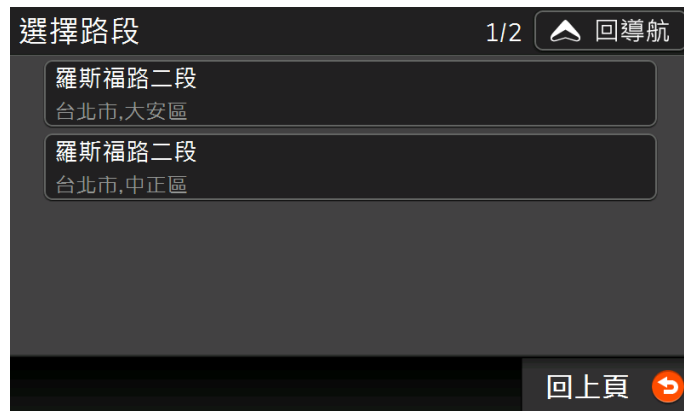 選擇路段 1/2 回導航
羅斯福路二段
台北市,大安區
羅斯福路二段
台北市,中正區
回上頁